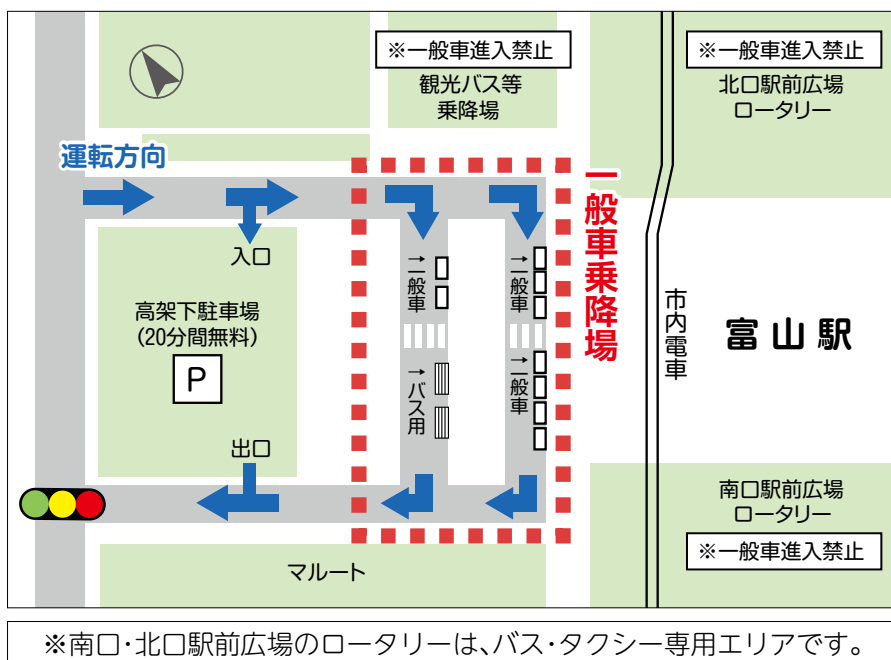 ※一般車進入禁止
観光バス等
乗降場
※一般車進入禁止
北口駅前広場
ロータリー
運転方向
一般車乗降場
入口
→一般車
→一般車
高架下駐車場
(20分間無料)
P
→バス用
→一般車
市内電車
富山駅
出口
南口駅前広場
ロータリー
※一般車進入禁止
マルート
※南口・北口駅前広場のロータリーは、バス・タクシー専用エリアです。